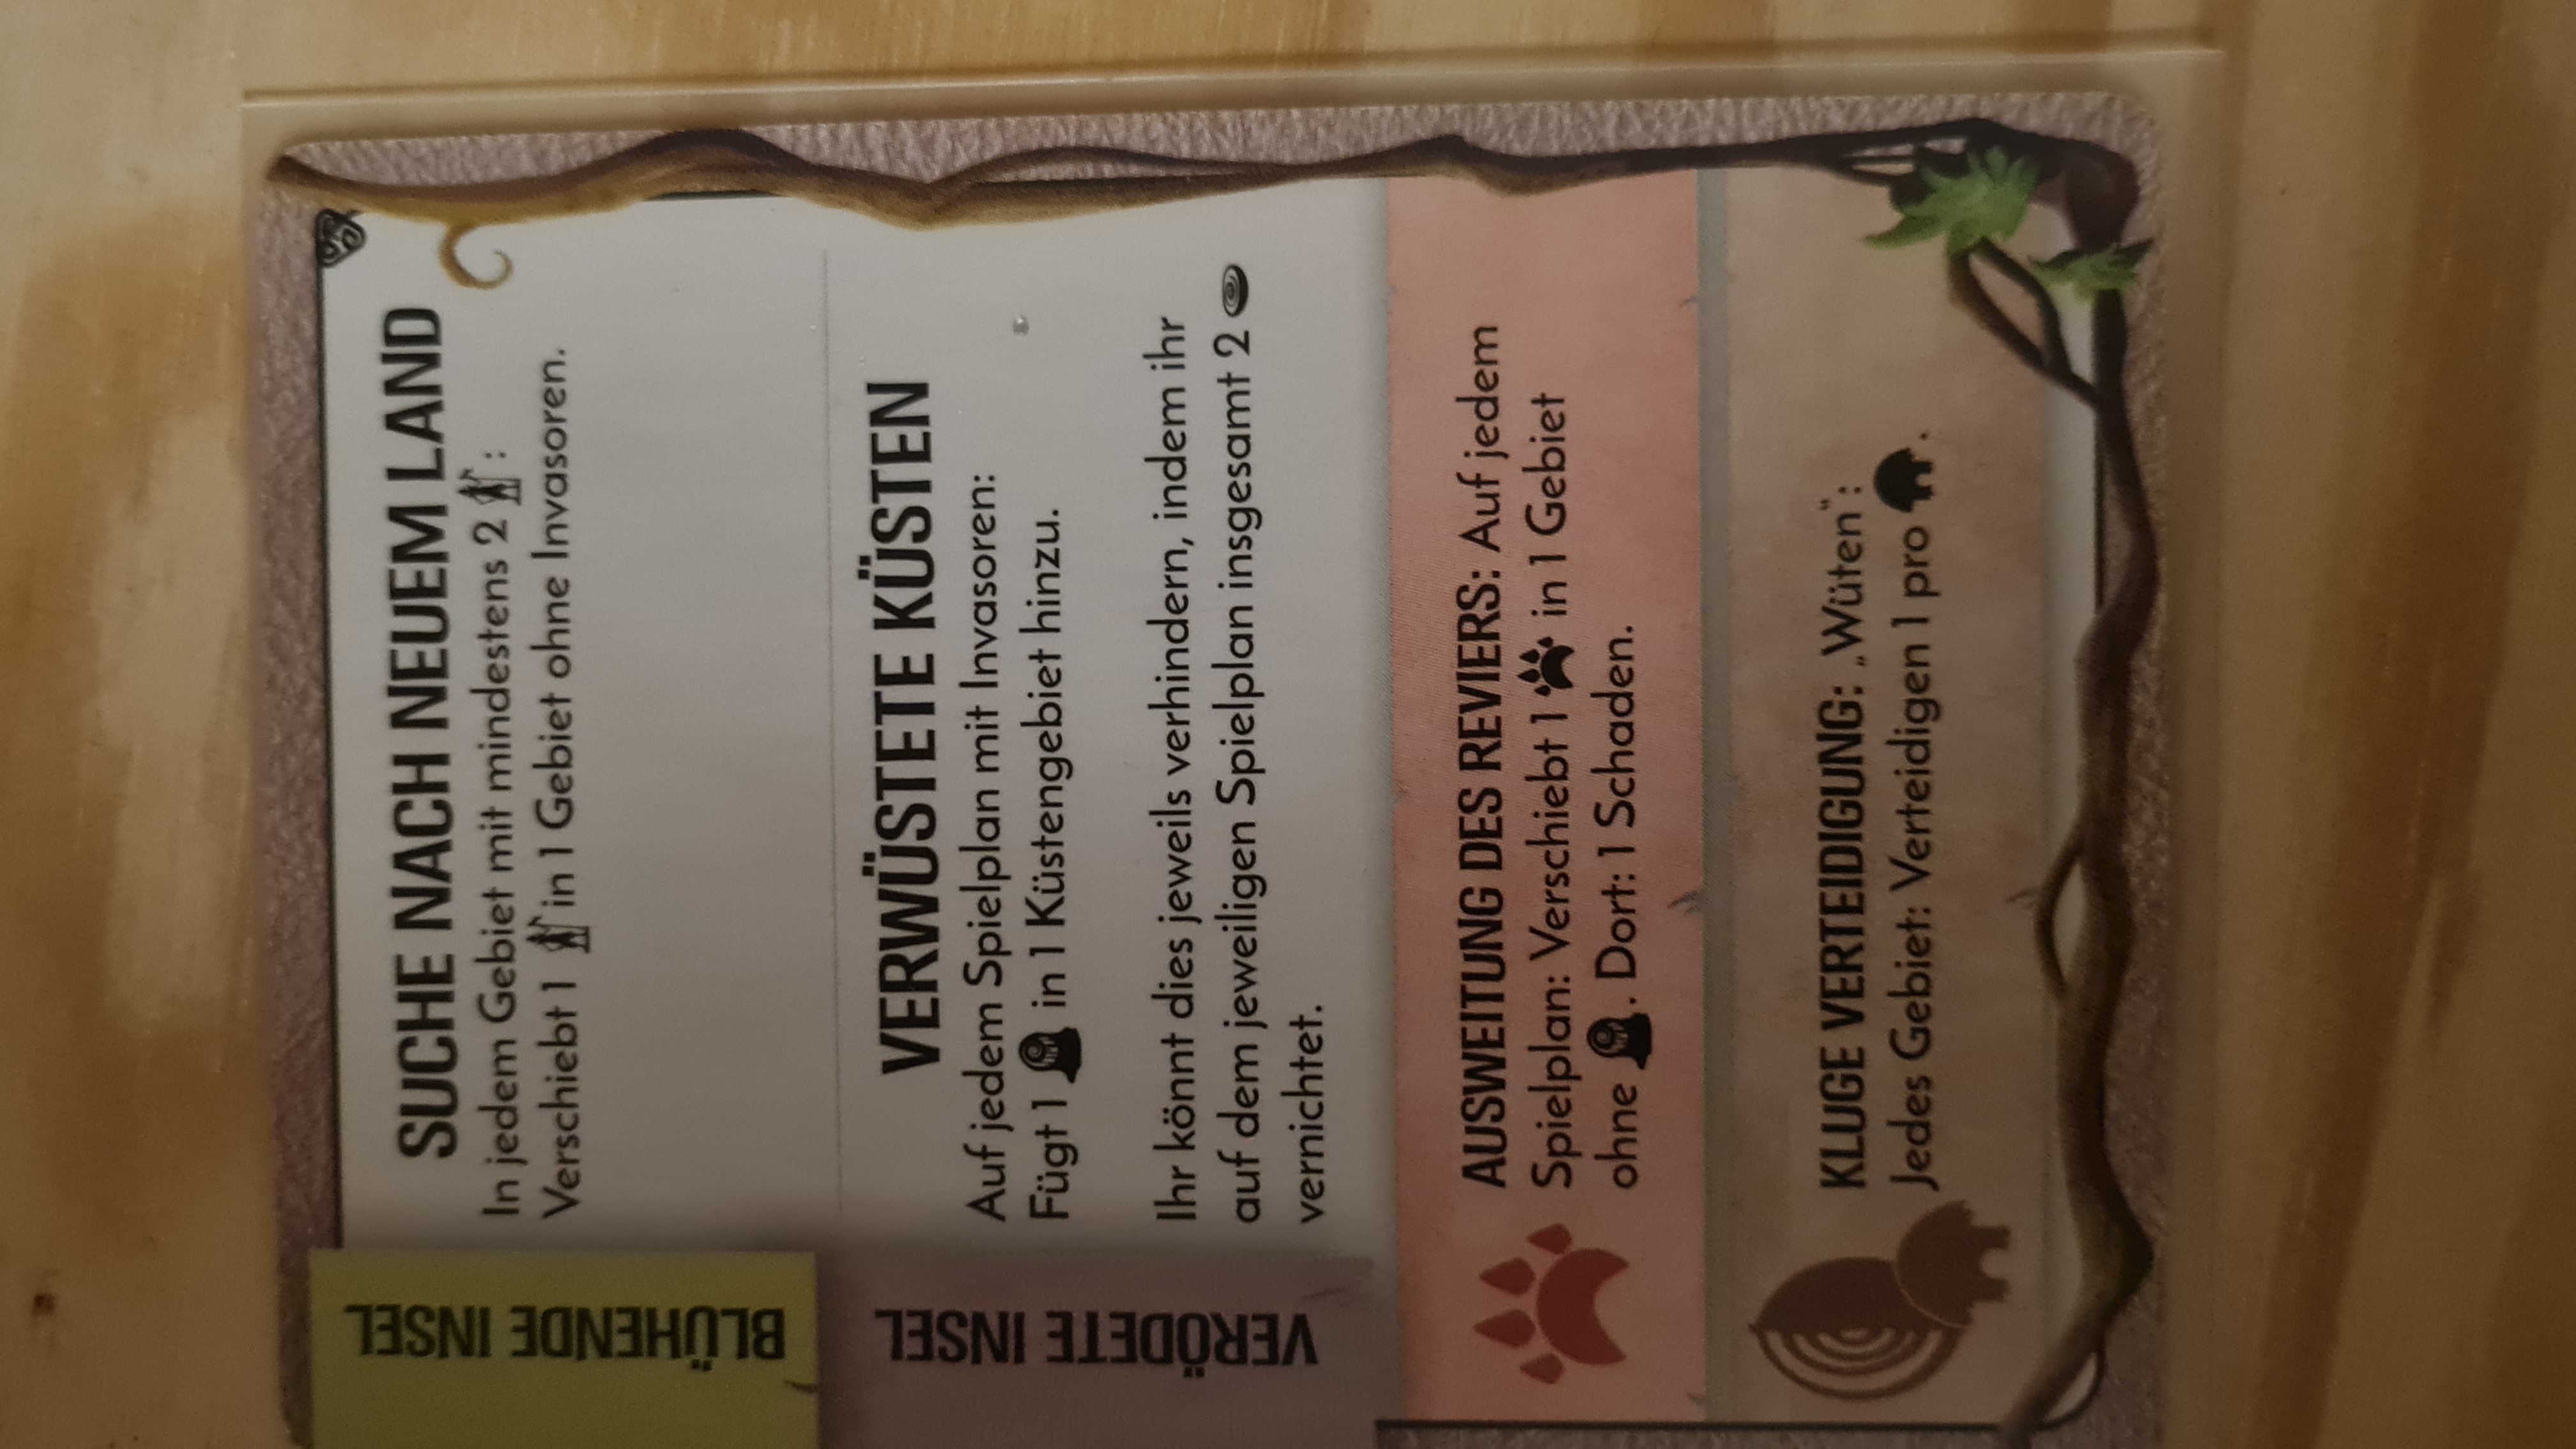 BLÜHENDE INSEL
SUCHE NACH NEUEM LAND
In jedem Gebiet mit mindestens 2 :
Verschiebt 1 in 1 Gebiet ohne Invasoren.
VERÖDETE INSEL
VERWÜSTETE KÜSTEN
Auf jedem Spielplan mit Invasoren:
Fügt 1 in 1 Küstengebiet hinzu.
Ihr könnt dies jeweils verhindern, indem ihr
auf dem jeweiligen Spielplan insgesamt 2
vernichtet.
AUSWEITUNG DES REVIERS: Auf jedem
Spielplan: Verschiebt 1 in 1 Gebiet
ohne . Dort: 1 Schaden.
KLUGE VERTEIDIGUNG: „Wüten“:
Jedes Gebiet: Verteidigen 1 pro .